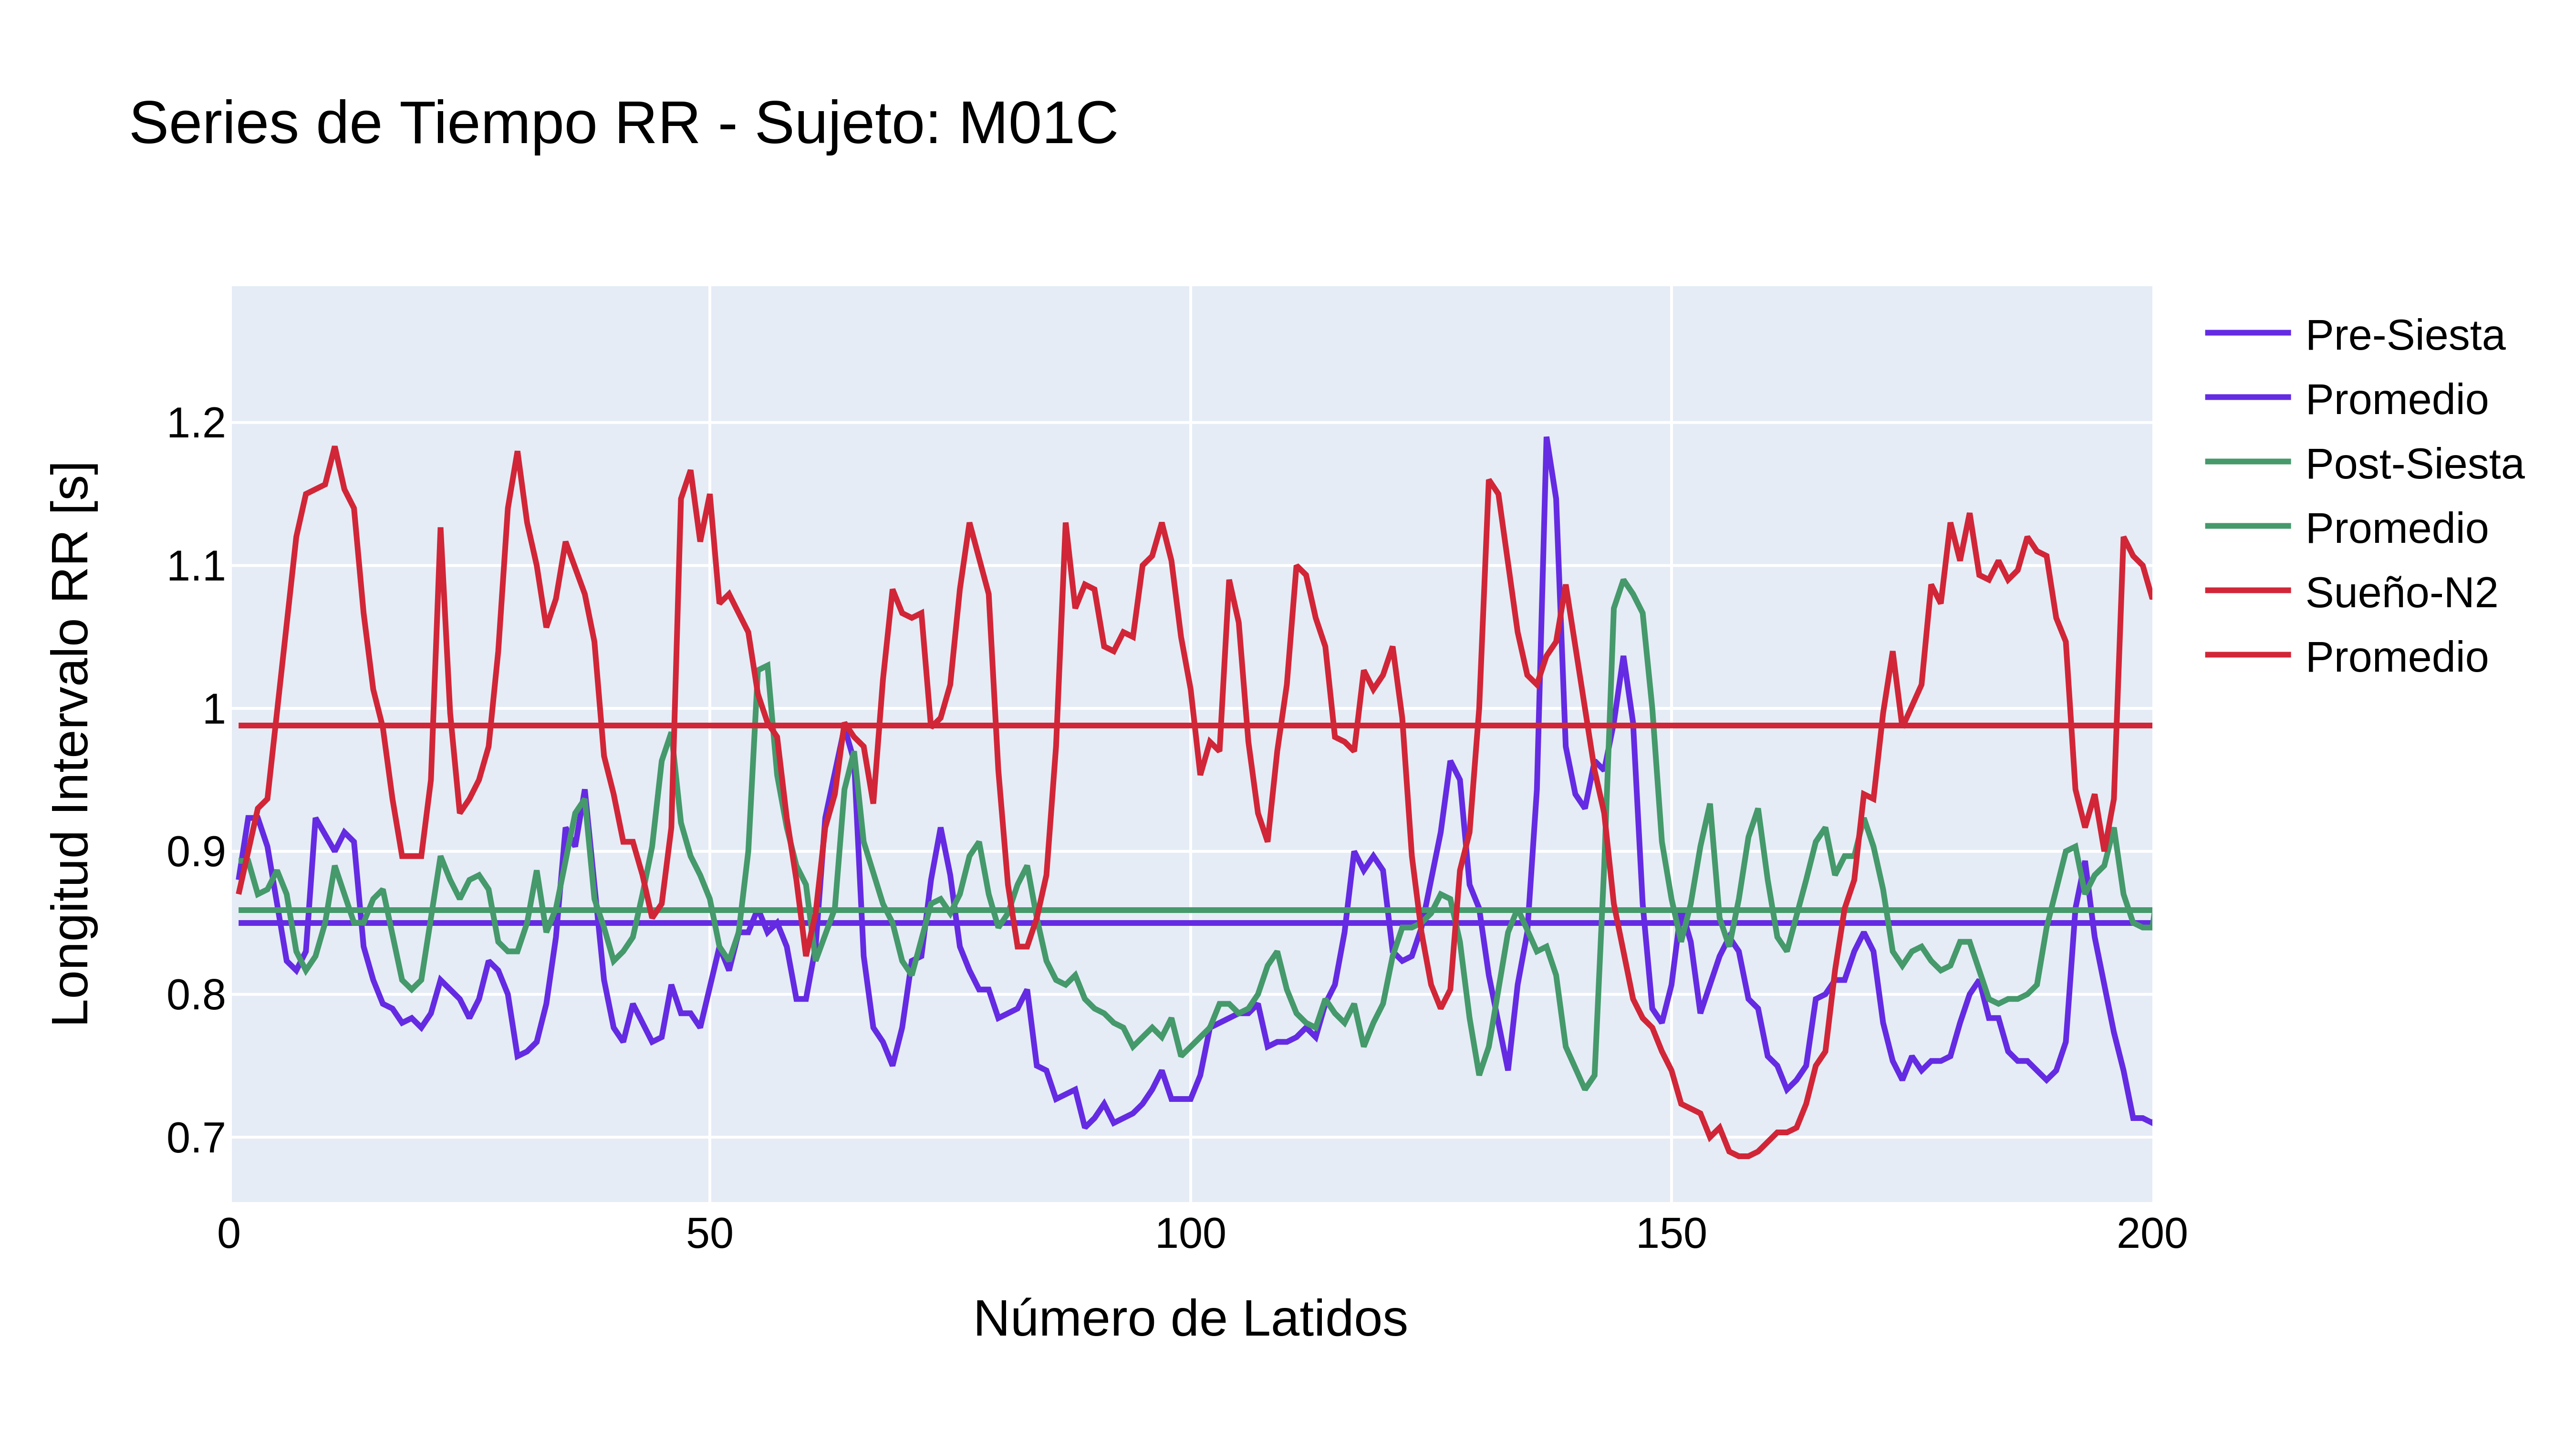 Series de Tiempo RR - Sujeto: M01C
Longitud Intervalo RR [s]
1.2
1.1
1
0.9
0.8
0.7
0
50
100
150
200
Número de Latidos
Pre-Siesta
Promedio
Post-Siesta
Promedio
Sueño-N2
Promedio